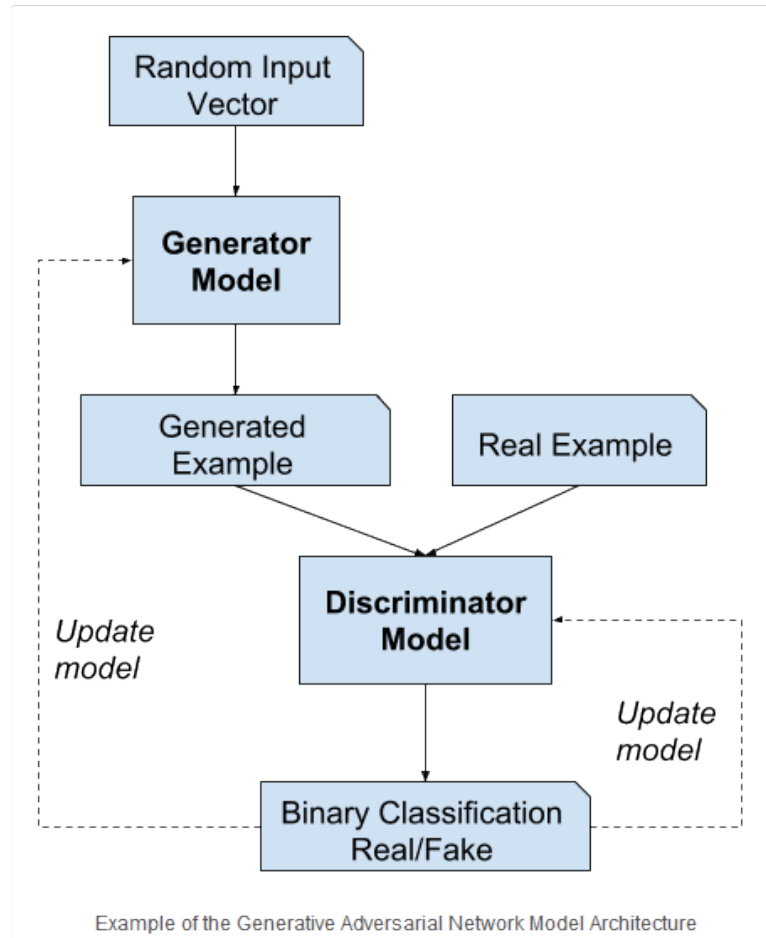 Random Input
Vector
Generator
Model
Generated
Example
Real Example
Discriminator
Model
Update
model
Update
model
Binary Classification
Real/Fake
Example of the Generative Adversarial Network Model Architecture